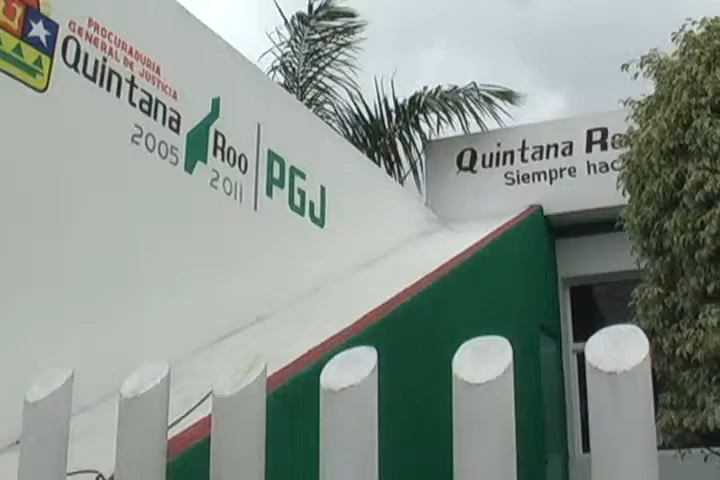 PROCURADURIA
GENERAL DE JUSTICIA
Quintana Roo
2005 2011
PGJ
Quintana
Siempre